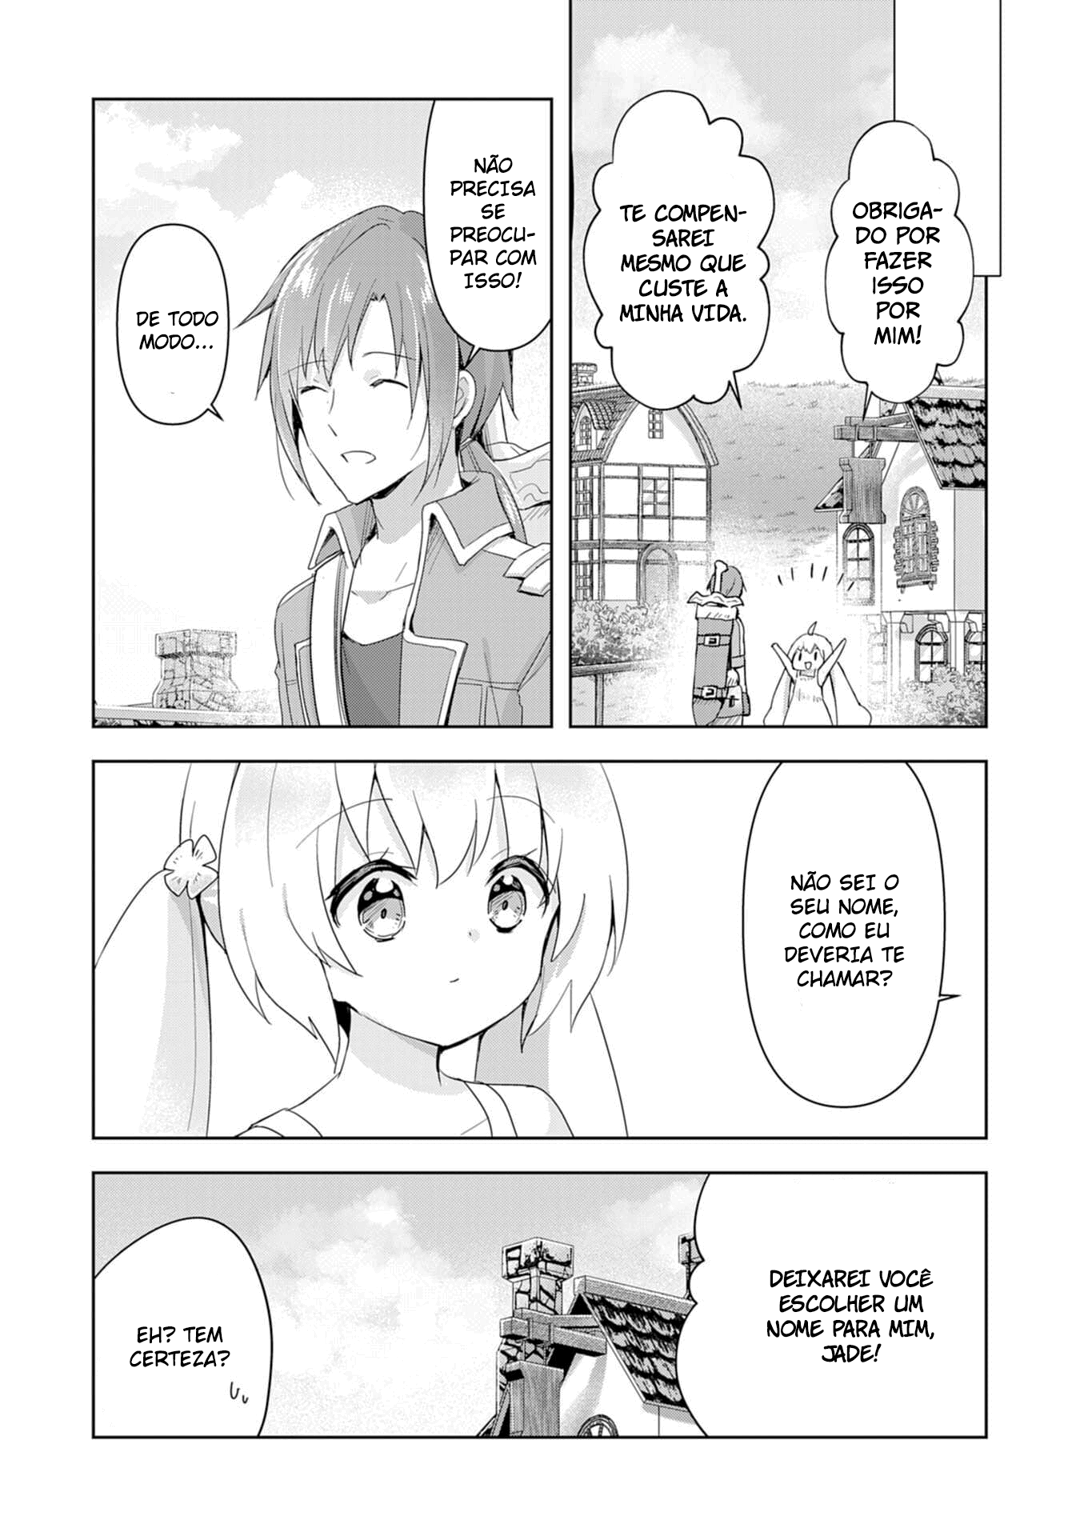 OBRIGA-
DO POR
FAZER
ISSO
POR
MIM!
TE COMPEN-
SAREI
MESMO QUE
CUSTE A
MINHA VIDA.
NÃO
PRECISA
SE
PREOCU-
PAR COM
ISSO!
DE TODO
MODO...
NÃO SEI O
SEU NOME,
COMO EU
DEVERIA TE
CHAMAR?
DEIXAREI VOCÊ
ESCOLHER UM
NOME PARA MIM,
JADE!
EH? TEM
CERTEZA?